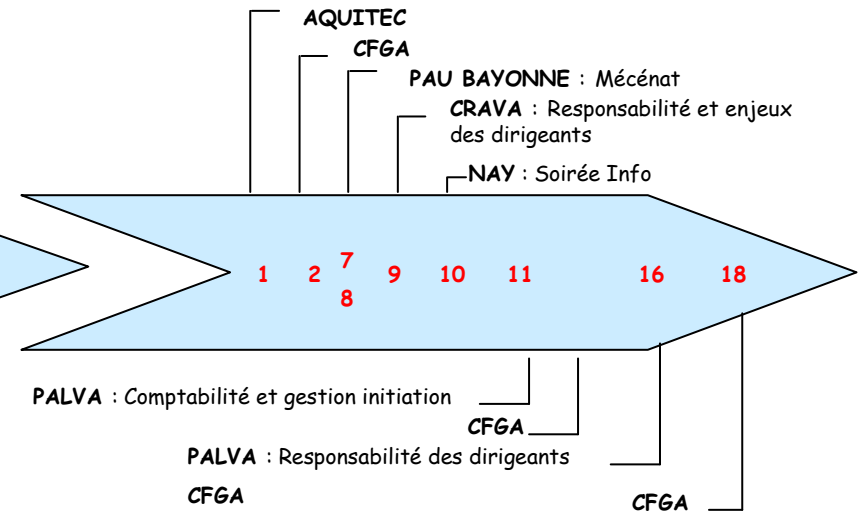 AQUITEC
CFGA
PAU BAYONNE : Mécénat
CRAVA : Responsabilité et enjeux
des dirigeants
NAY : Soirée Info
1 2 7 9 10 11 16 18
8
PALVA : Comptabilité et gestion initiation
CFGA
PALVA : Responsabilité des dirigeants
CFGA CFGA